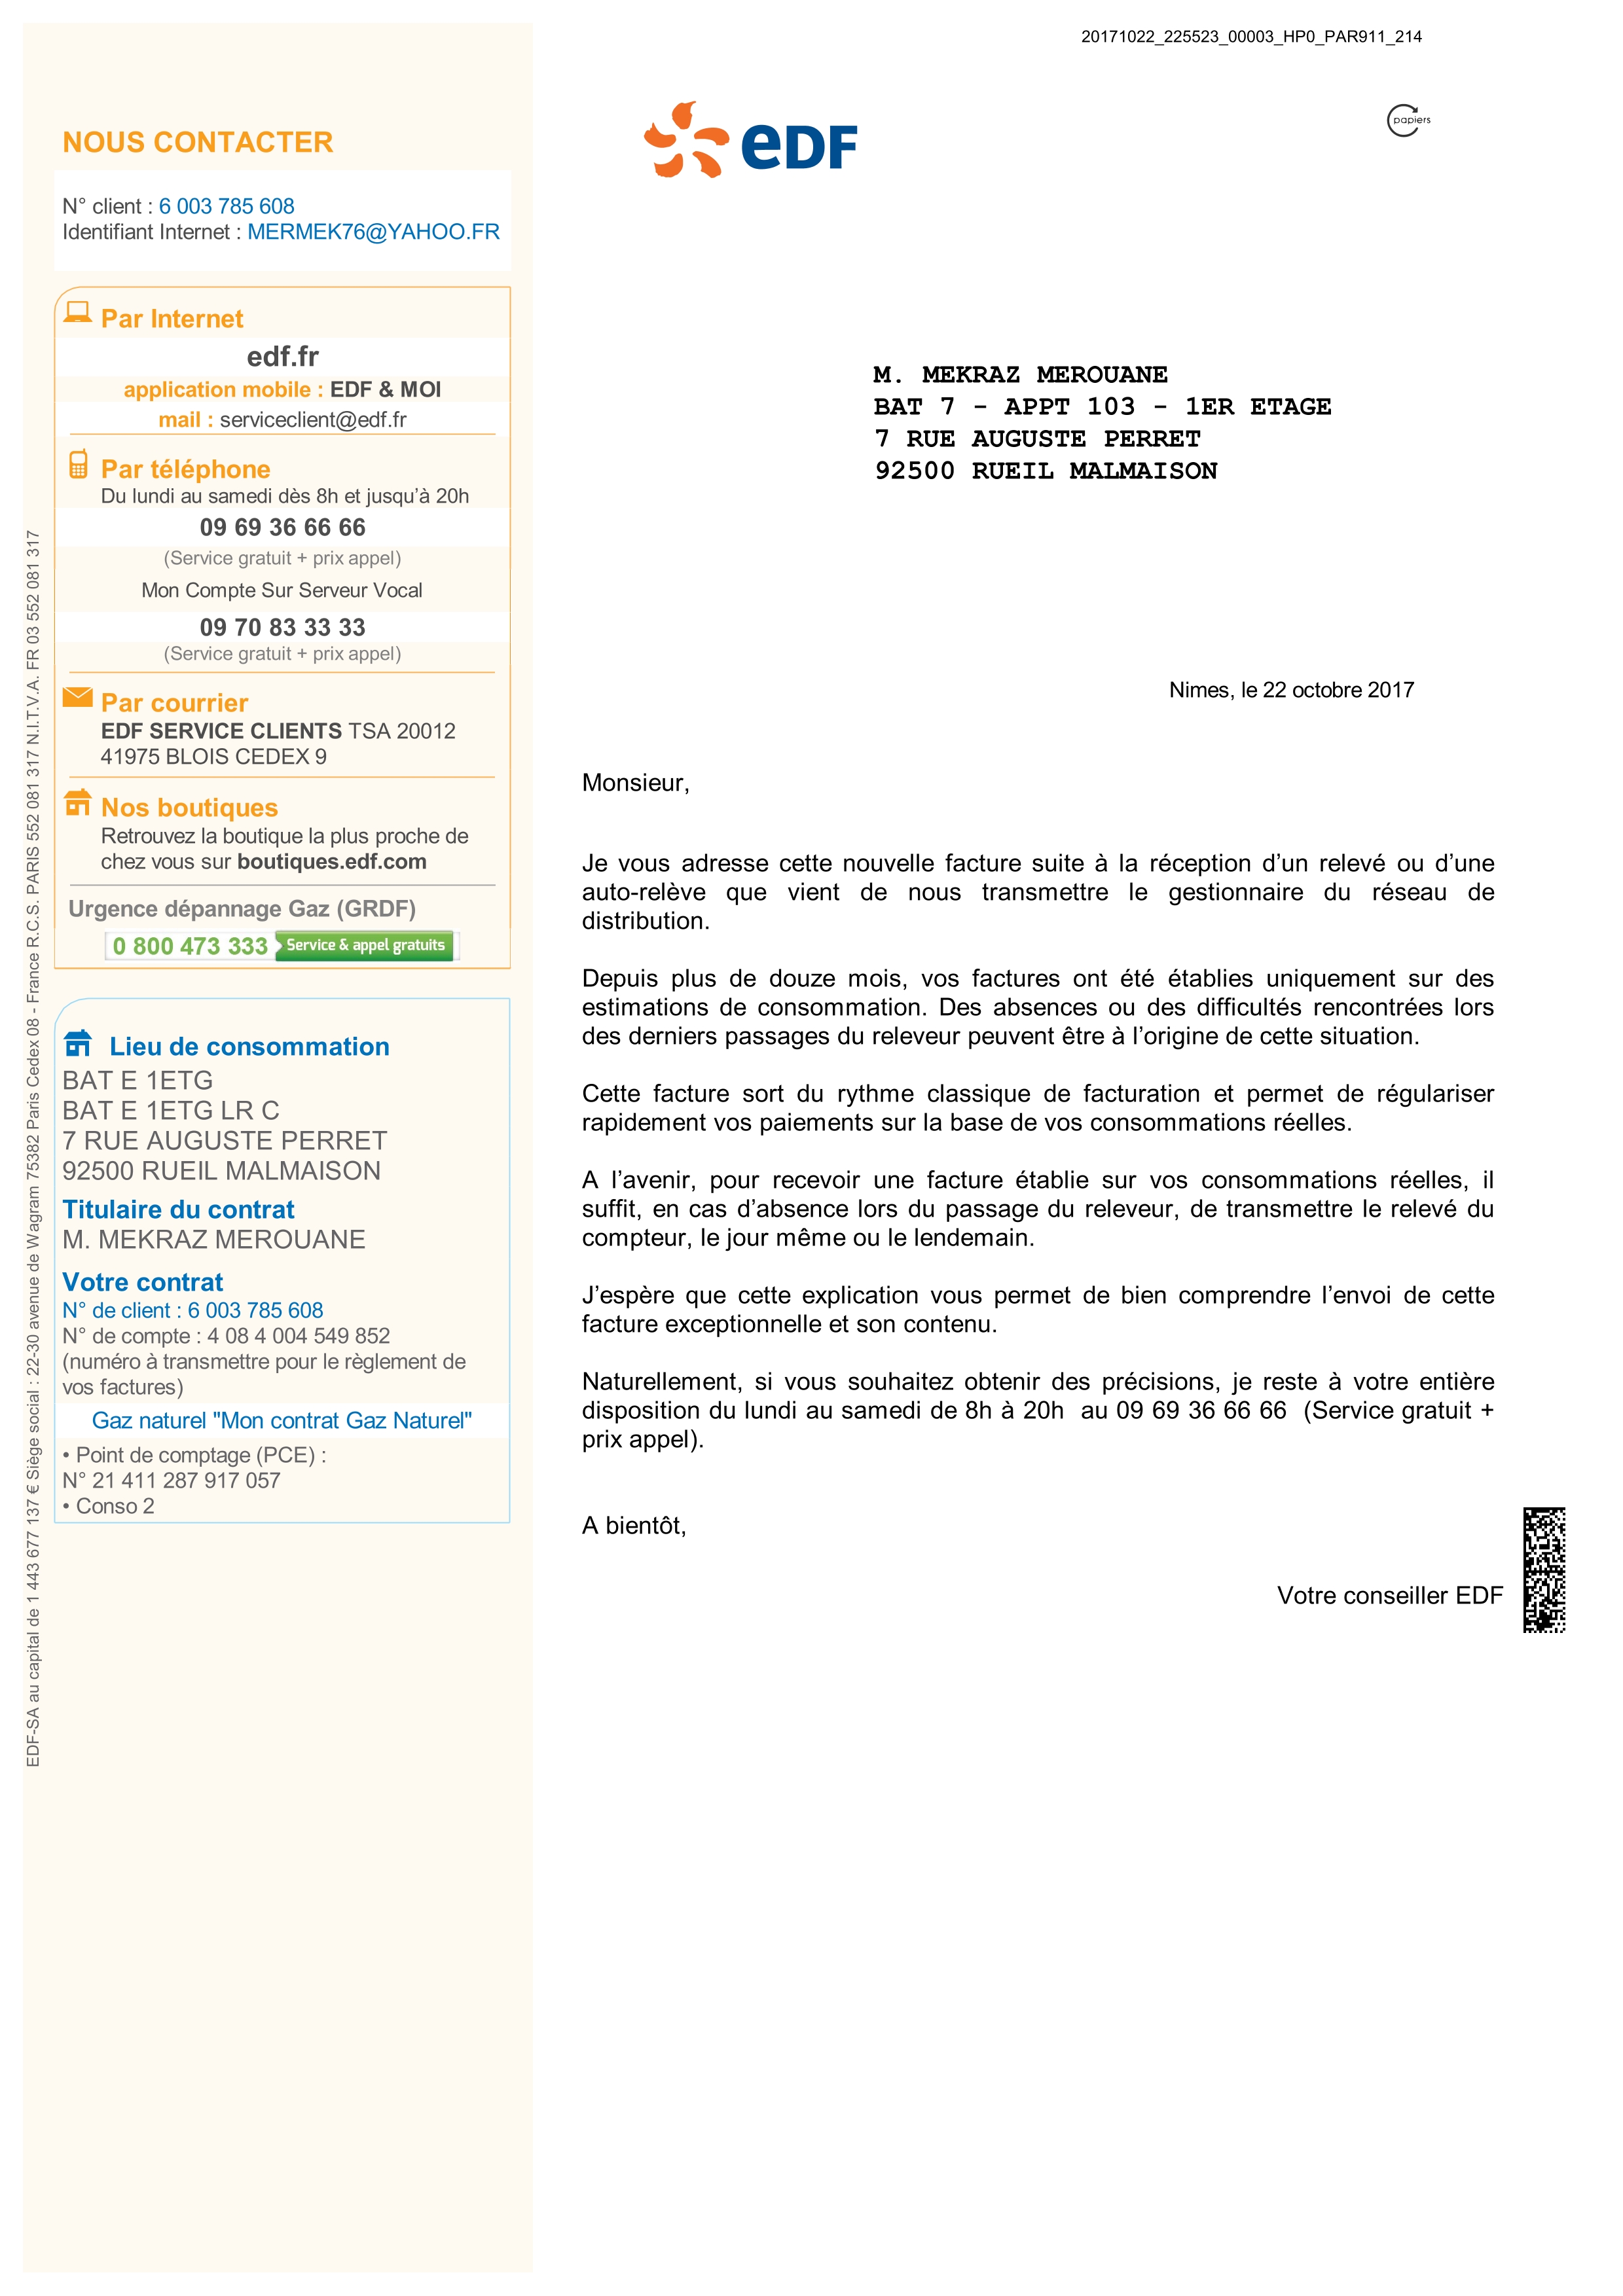 20171022_225523_00003_HP0_PAR911_214
papiers
eDF
NOUS CONTACTER
N° client : 6 003 785 608
Identifiant Internet : MERMEK76@YAHOO.FR
Par Internet
edf.fr
application mobile : EDF & MOI
mail : serviceclient@edf.fr
Par téléphone
Du lundi au samedi dès 8h et jusqu'à 20h
09 69 36 66 66
(Service gratuit + prix appel)
Mon Compte Sur Serveur Vocal
09 70 83 33 33
(Service gratuit + prix appel)
Par courrier
EDF SERVICE CLIENTS TSA 20012
41975 BLOIS CEDEX 9
Nos boutiques
Retrouvez la boutique la plus proche de
chez vous sur boutiques.edf.com
Urgence dépannage Gaz (GRDF)
0 800 473 333 Service & appel gratuits
Lieu de consommation
BAT E 1ETG
BAT E 1ETG LR C
7 RUE AUGUSTE PERRET
92500 RUEIL MALMAISON
Titulaire du contrat
M. MEKRAZ MEROUANE
Votre contrat
N° de client : 6 003 785 608
N° de compte : 4 08 4 004 549 852
(numéro à transmettre pour le règlement de
vos factures)
Gaz naturel "Mon contrat Gaz Naturel"
• Point de comptage (PCE) :
N° 21 411 287 917 057
• Conso 2
EDF-SA au capital de 1 443 677 137 € Siège social : 22-30 avenue de Wagram 75382 Paris Cedex 08 - France R.C.S. PARIS 552 081 317 N.I.T.V.A. FR 03 552 081 317
M. MEKRAZ MEROUANE
BAT 7 - APPT 103 - 1ER ETAGE
7 RUE AUGUSTE PERRET
92500 RUEIL MALMAISON
Nimes, le 22 octobre 2017
Monsieur,
Je vous adresse cette nouvelle facture suite à la réception d'un relevé ou d'une
auto-relève que vient de nous transmettre le gestionnaire du réseau de
distribution.
Depuis plus de douze mois, vos factures ont été établies uniquement sur des
estimations de consommation. Des absences ou des difficultés rencontrées lors
des derniers passages du releveur peuvent être à l'origine de cette situation.
Cette facture sort du rythme classique de facturation et permet de régulariser
rapidement vos paiements sur la base de vos consommations réelles.
A l'avenir, pour recevoir une facture établie sur vos consommations réelles, il
suffit, en cas d'absence lors du passage du releveur, de transmettre le relevé du
compteur, le jour même ou le lendemain.
J'espère que cette explication vous permet de bien comprendre l'envoi de cette
facture exceptionnelle et son contenu.
Naturellement, si vous souhaitez obtenir des précisions, je reste à votre entière
disposition du lundi au samedi de 8h à 20h au 09 69 36 66 66 (Service gratuit +
prix appel).
A bientôt,
Votre conseiller EDF